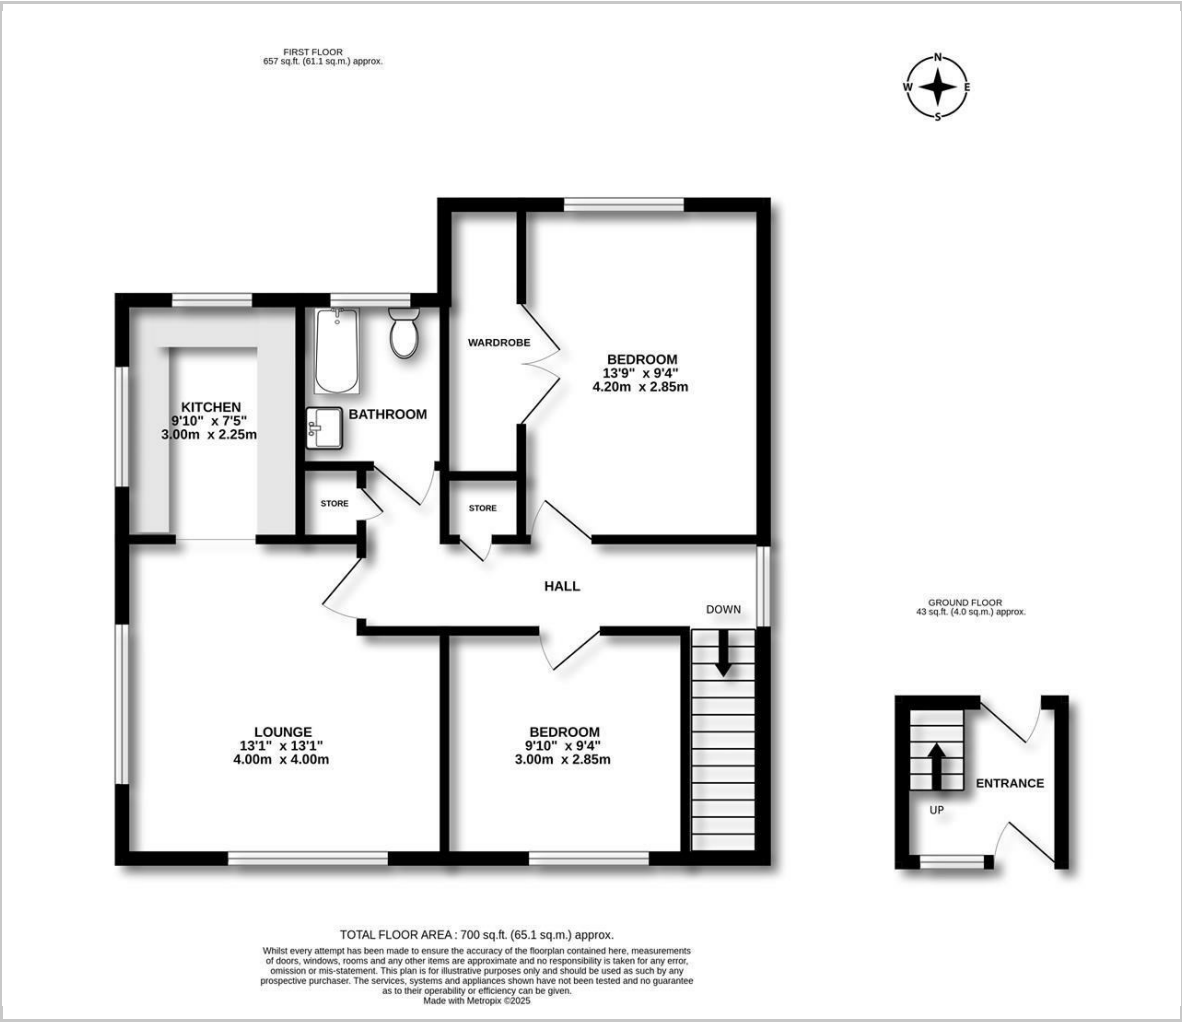 FIRST FLOOR
657 sq.ft. (61.1 sq.m.) approx.
N
W
E
S
WARDROBE
BEDROOM
13'9" x 9'4"
4.20m x 2.85m
KITCHEN
9'10" x 7'5"
3.00m x 2.25m
BATHROOM
STORE
STORE
HALL
DOWN
LOUNGE
13'1" x 13'1"
4.00m x 4.00m
BEDROOM
9'10" x 9'4"
3.00m x 2.85m
GROUND FLOOR
43 sq.ft. (4.0 sq.m.) approx.
ENTRANCE
UP
TOTAL FLOOR AREA : 700 sq.ft. (65.1 sq.m.) approx.
Whilst every attempt has been made to ensure the accuracy of the floorplan contained here, measurements
of doors, windows, rooms and any other items are approximate and no responsibility is taken for any error,
omission or mis-statement. This plan is for illustrative purposes only and should be used as such by any
prospective purchaser. The services, systems and appliances shown have not been tested and no guarantee
as to their operability or efficiency can be given.
Made with Metropix ©2025